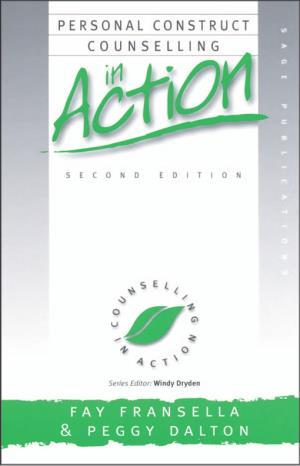 PERSONAL CONSTRUCT
COUNSELLING
in
Action
SECOND EDITION
SAGE PUBLICATIONS
COUNSELLING
IN ACTION
Series Editor: Windy Dryden
FAY FRANSELLA
& PEGGY DALTON